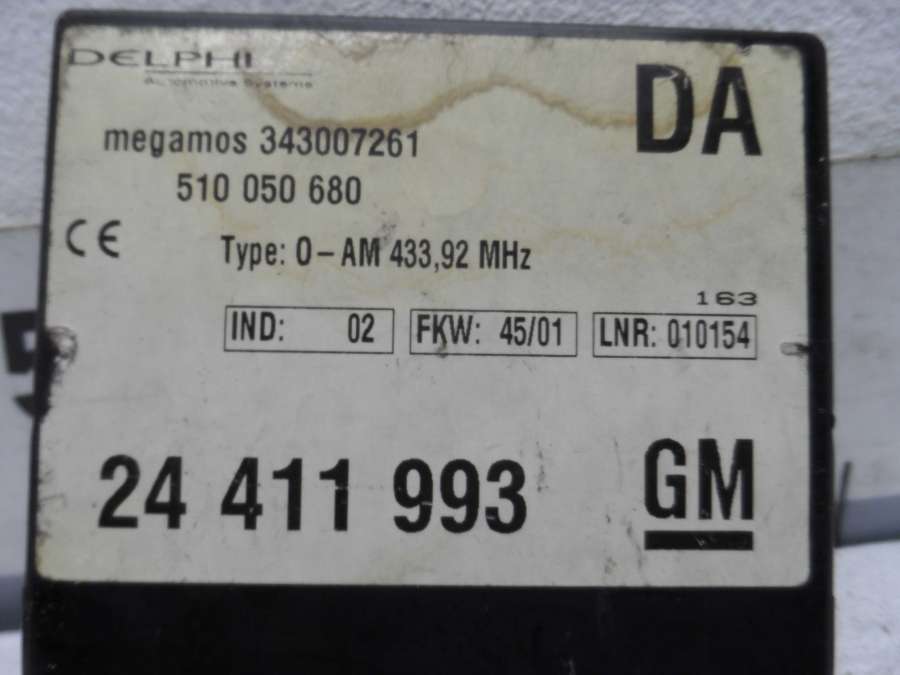 DELPHI
Automotive Systems
DA
megamos 343007261
510 050 680
CE
Type: 0-AM 433,92 MHz
163
IND: 02
FKW: 45/01
LNR: 010154
24 411 993
GM